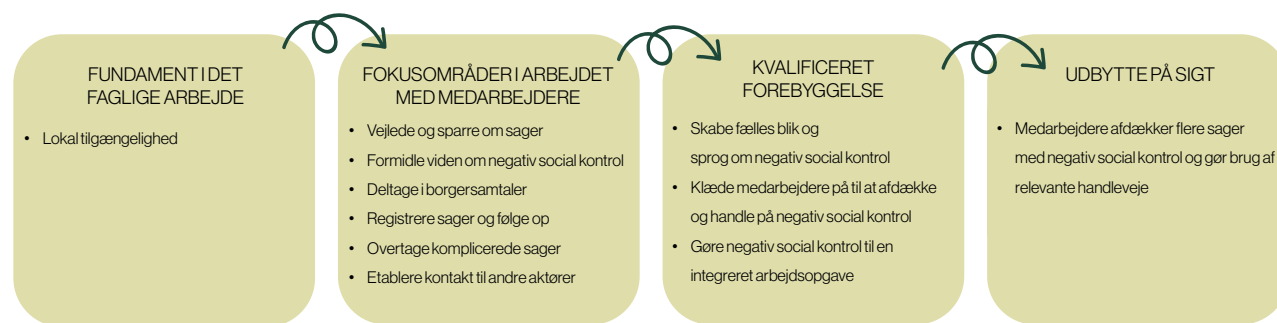 FUNDAMENT I DET
FAGLIGE ARBEJDE
• Lokal tilgængelighed
FOKUSOMRÅDER I ARBEJDET
MED MEDARBEJDERE
• Vejlede og sparre om sager
• Formidle viden om negativ social kontrol
• Deltage i borgersamtaler
• Registrere sager og følge op
• Overtage komplicerede sager
• Etablere kontakt til andre aktører
KVALIFICERET
FOREBYGGELSE
• Skabe fælles blik og
sprog om negativ social kontrol
• Klæde medarbejdere på til at afdække
og handle på negativ social kontrol
• Gøre negativ social kontrol til en
integreret arbejdsopgave
UDBYTTE PÅ SIGT
• Medarbejdere afdækker flere sager
med negativ social kontrol og gør brug af
relevante handleveje